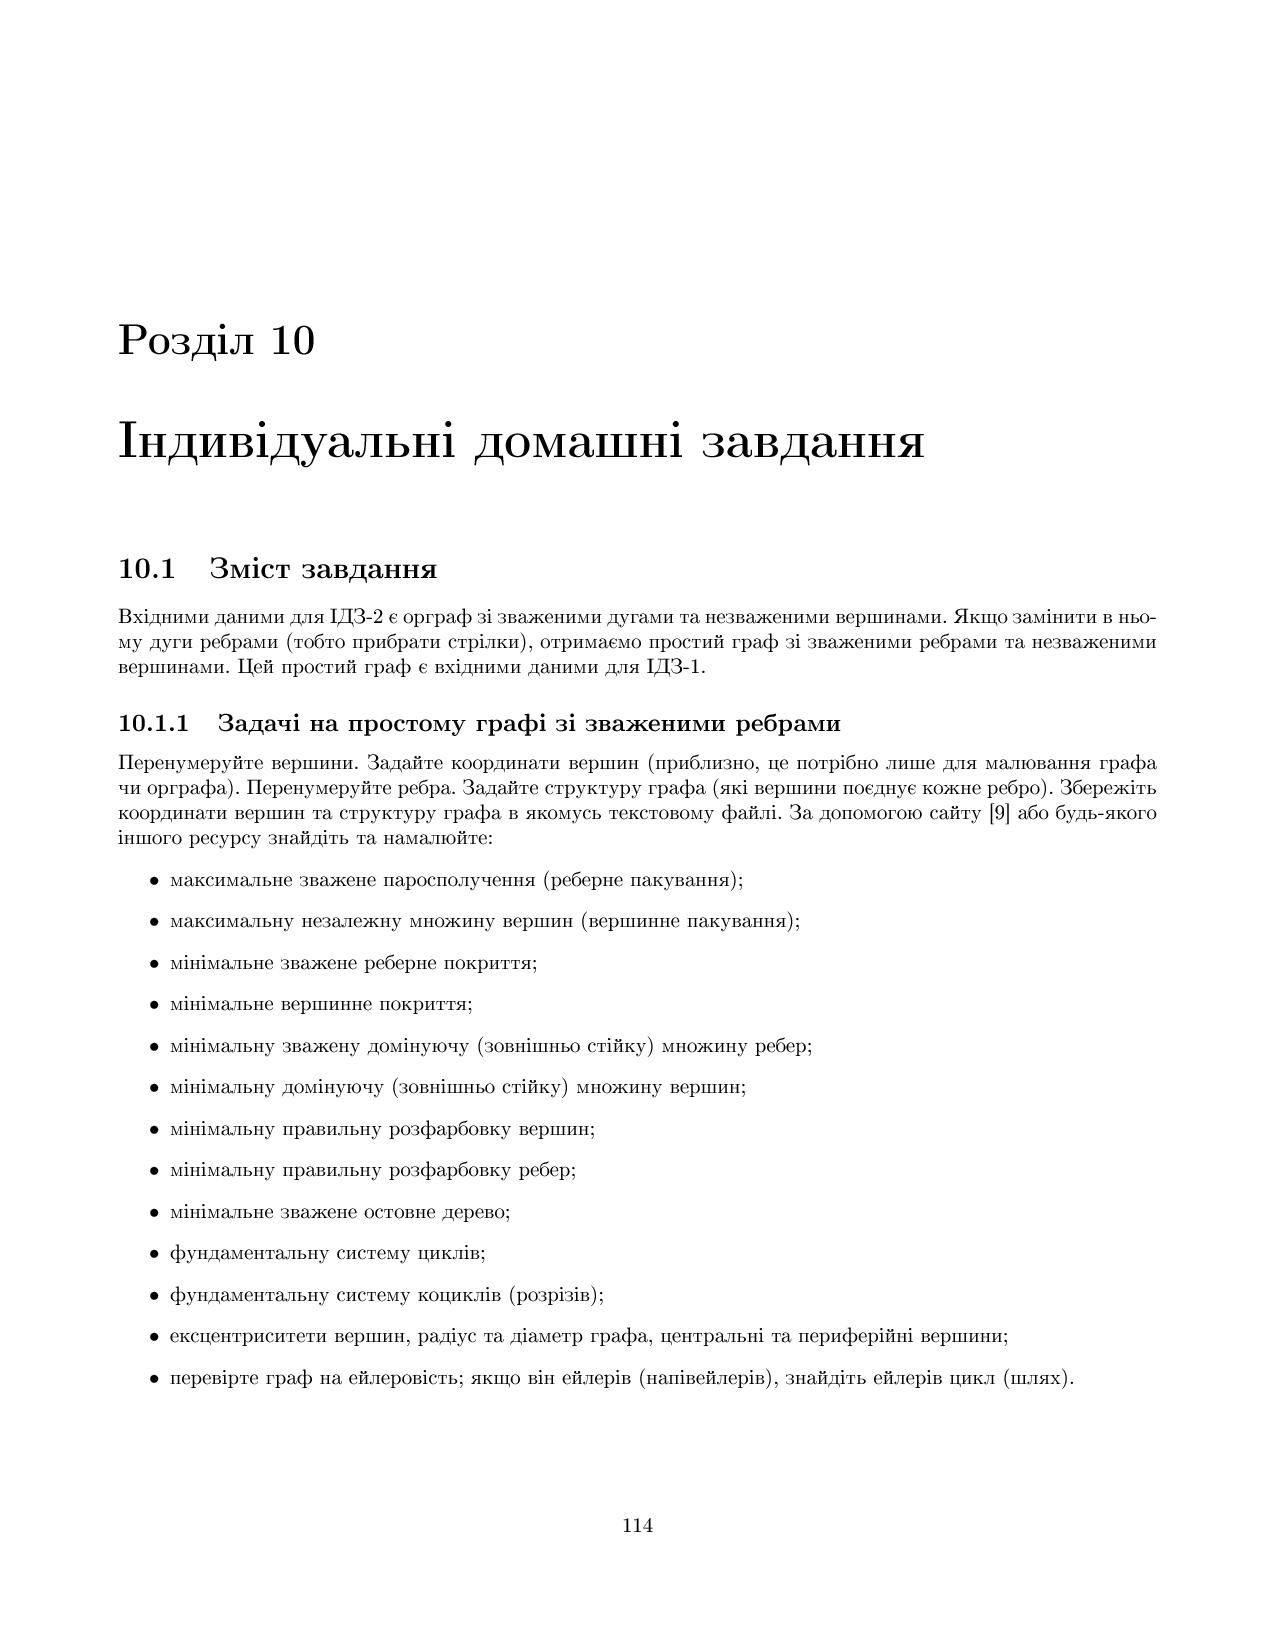 Розділ 10
Індивідуальні домашні завдання
10.1 Зміст завдання
Вхідними даними для ІДЗ-2 є орграф зі зваженими дугами та незваженими вершинами. Якщо замінити в ньо-
му дуги ребрами (тобто прибрати стрілки), отримаємо простий граф зі зваженими ребрами та незваженими
вершинами. Цей простий граф є вхідними даними для ІДЗ-1.
10.1.1 Задачі на простому графі зі зваженими ребрами
Перенумеруйте вершини. Задайте координати вершин (приблизно, це потрібно лише для малювання графа
чи орграфа). Перенумеруйте ребра. Задайте структуру графа (які вершини поєднує кожне ребро). Збережіть
координати вершин та структуру графа в якомусь текстовому файлі. За допомогою сайту [9] або будь-якого
іншого ресурсу знайдіть та намалюйте:
• максимальне зважене паросполучення (реберне пакування);
• максимальну незалежну множину вершин (вершинне пакування);
• мінімальне зважене реберне покриття;
• мінімальне вершинне покриття;
• мінімальну зважену домінуючу (зовнішньо стійку) множину ребер;
• мінімальну домінуючу (зовнішньо стійку) множину вершин;
• мінімальну правильну розфарбовку вершин;
• мінімальну правильну розфарбовку ребер;
• мінімальне зважене остовне дерево;
• фундаментальну систему циклів;
• фундаментальну систему коциклів (розрізів);
• ексцентриситети вершин, радіус та діаметр графа, центральні та периферійні вершини;
• перевірте граф на ейлеровість; якщо він ейлерів (напівейлерів), знайдіть ейлерів цикл (шлях).
114